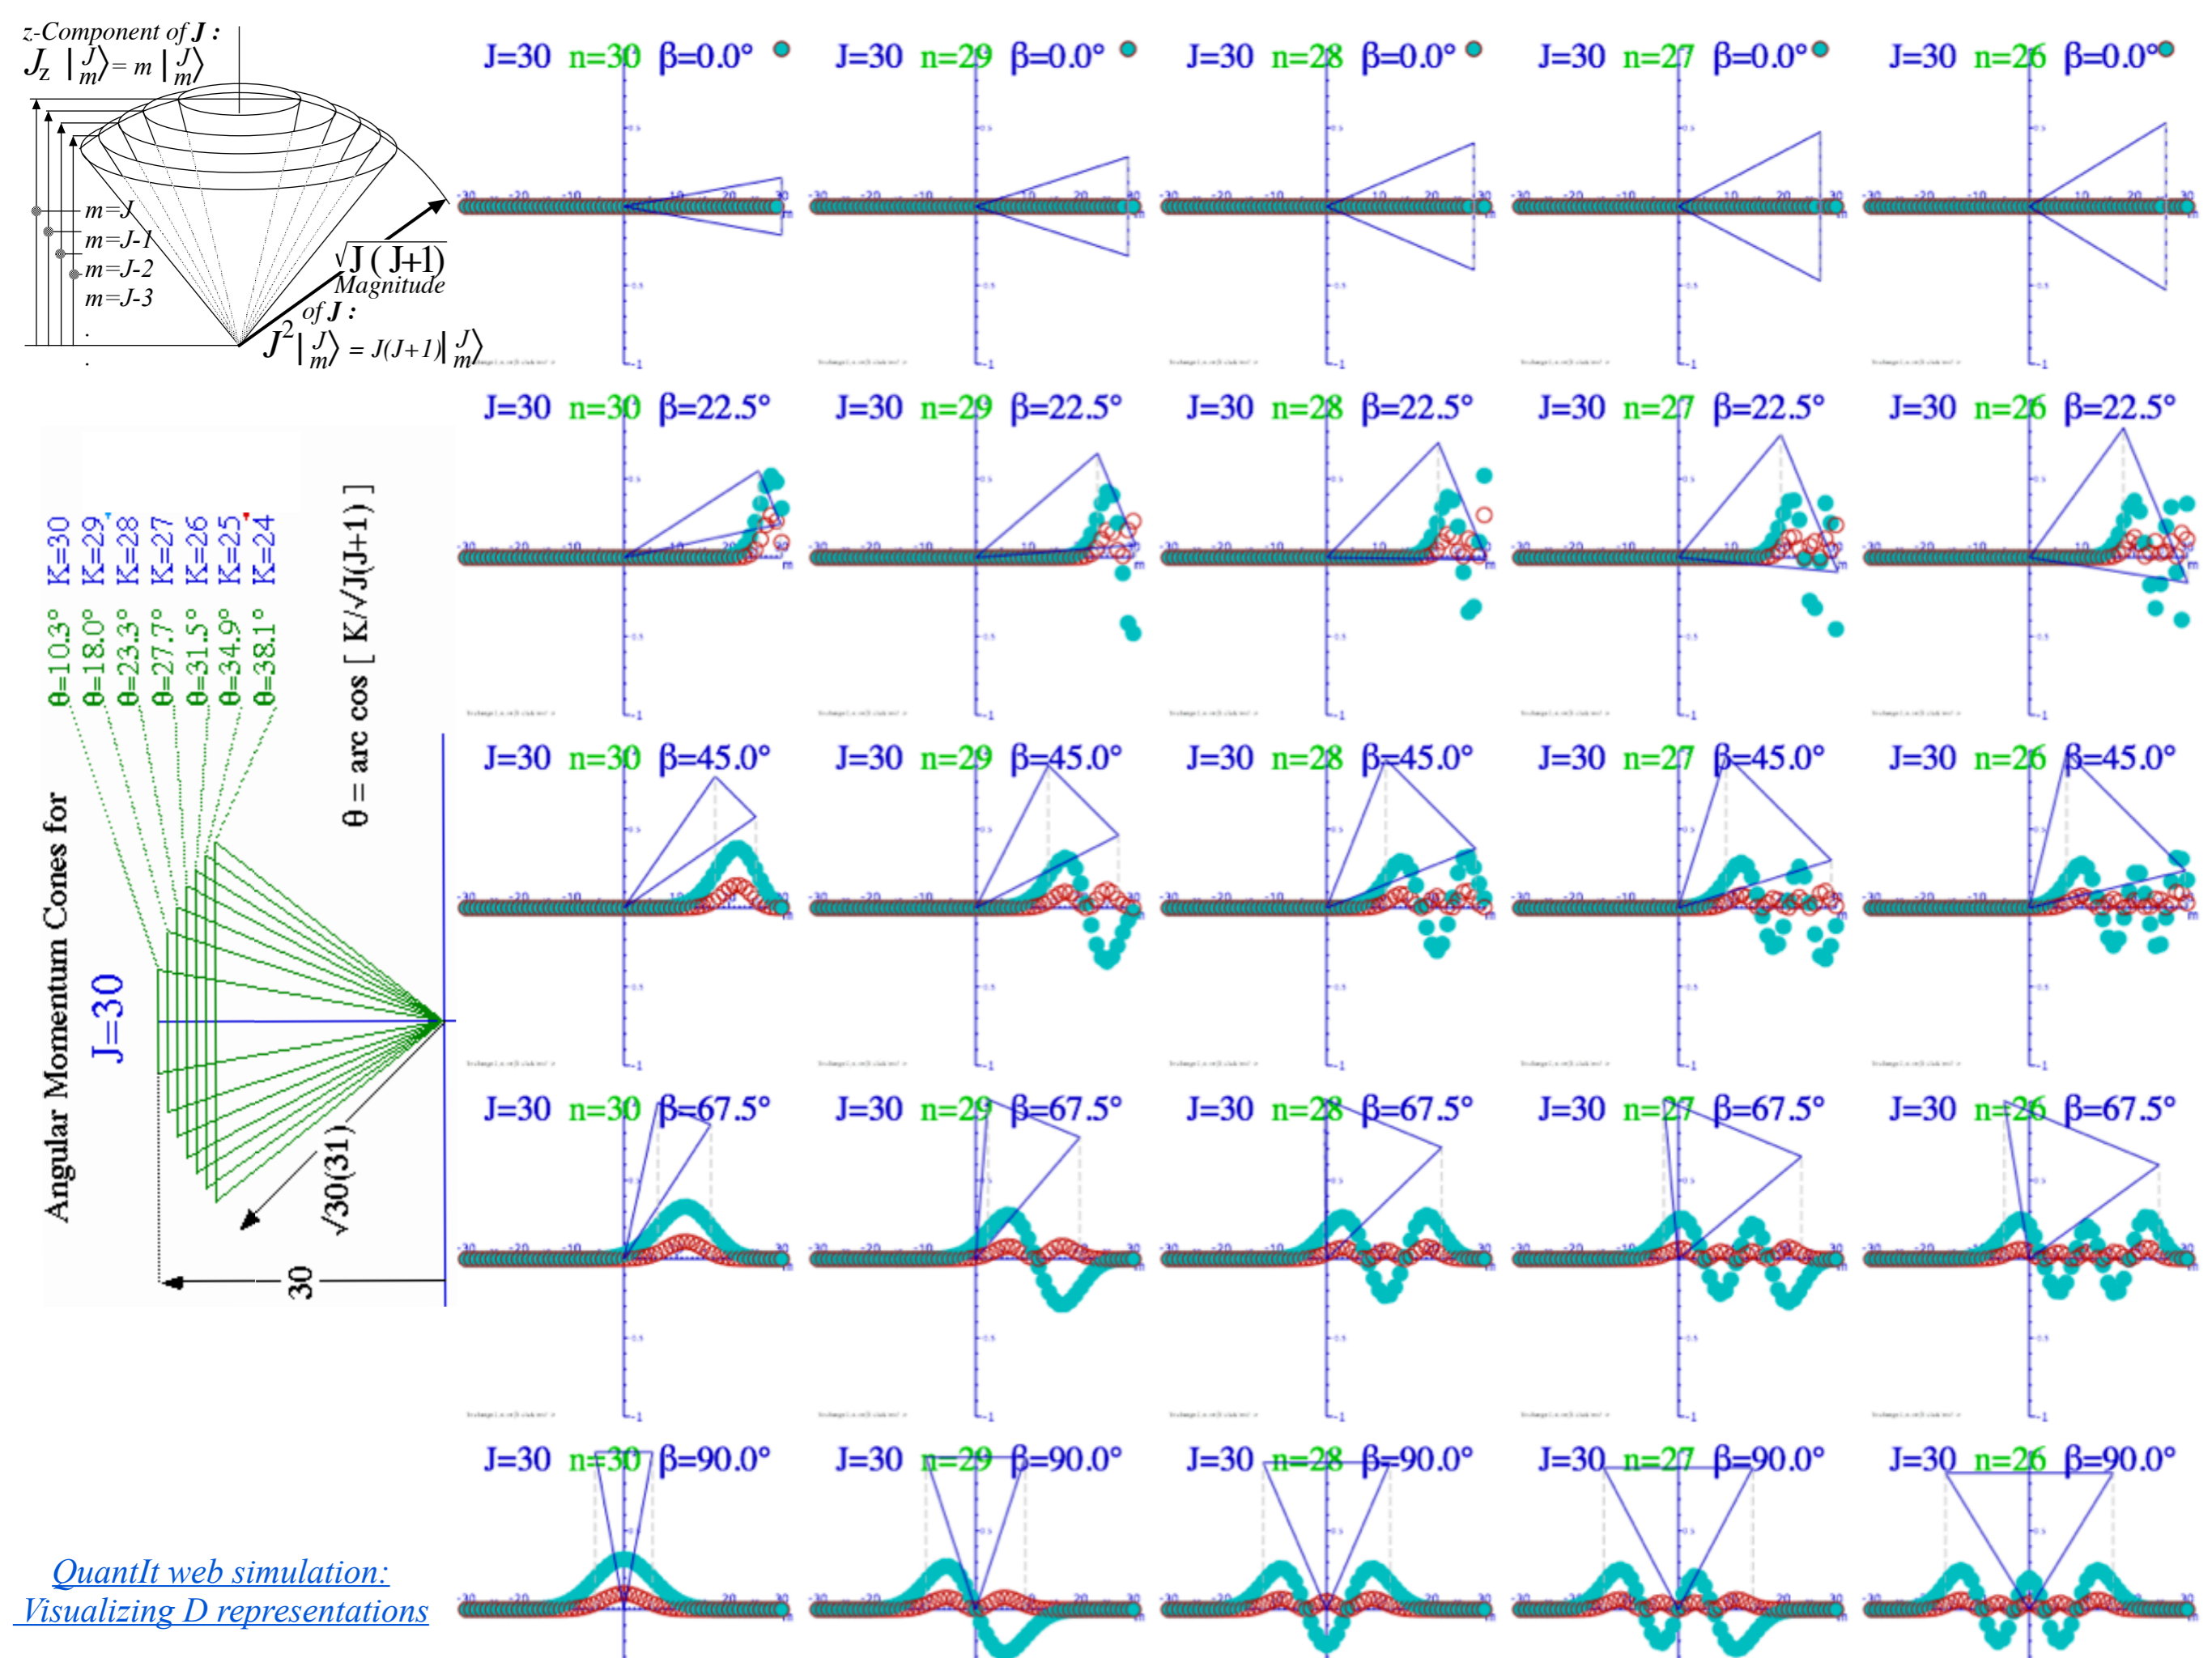 z-Component of J :
J_z | J m ⟩ = m | J m ⟩
m=J
m=J-1
m=J-2
m=J-3
.
.
√J ( J+1)
Magnitude
of J :
J² | J m ⟩ = J(J+1) | J m ⟩
Angular Momentum Cones for
J=30
θ=10.3° K=30
θ=18.0° K=29
θ=23.3° K=28
θ=27.7° K=27
θ=31.5° K=26
θ=34.9° K=25
θ=38.1° K=24
θ = arc cos [ K/√J(J+1) ]
√30(31)
30
QuantIt web simulation:
Visualizing D representations
J=30 n=30 β=0.0°
J=30 n=29 β=0.0°
J=30 n=28 β=0.0°
J=30 n=27 β=0.0°
J=30 n=26 β=0.0°
J=30 n=30 β=22.5°
J=30 n=29 β=22.5°
J=30 n=28 β=22.5°
J=30 n=27 β=22.5°
J=30 n=26 β=22.5°
J=30 n=30 β=45.0°
J=30 n=29 β=45.0°
J=30 n=28 β=45.0°
J=30 n=27 β=45.0°
J=30 n=26 β=45.0°
J=30 n=30 β=67.5°
J=30 n=29 β=67.5°
J=30 n=28 β=67.5°
J=30 n=27 β=67.5°
J=30 n=26 β=67.5°
J=30 n=30 β=90.0°
J=30 n=29 β=90.0°
J=30 n=28 β=90.0°
J=30 n=27 β=90.0°
J=30 n=26 β=90.0°